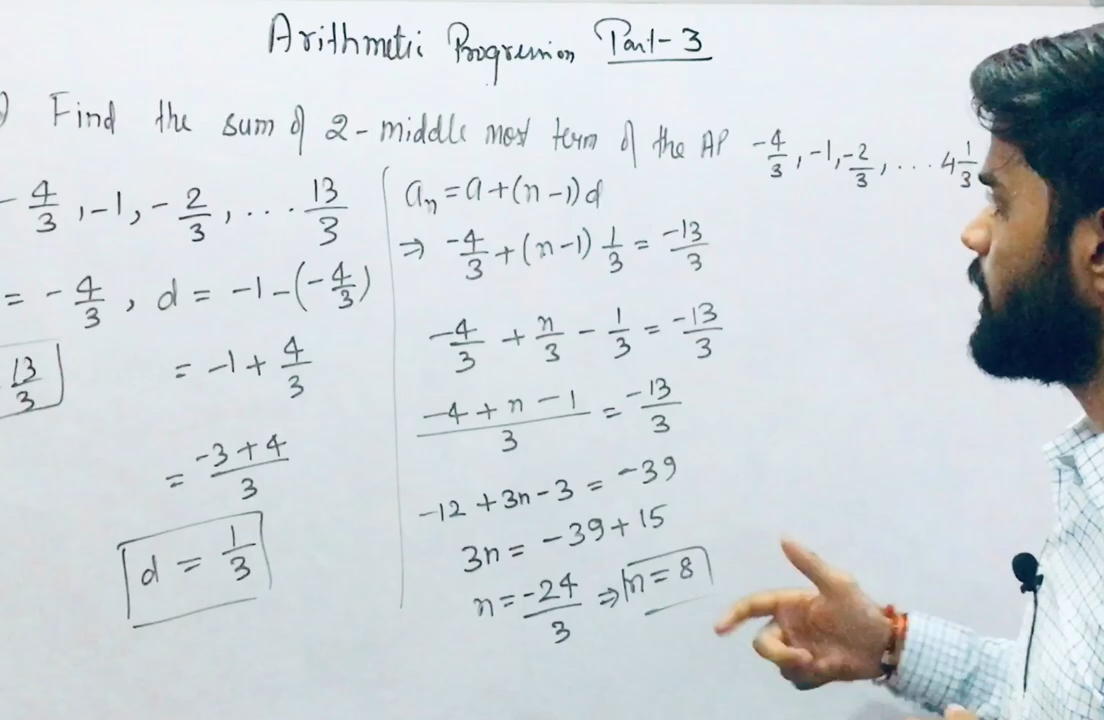 Arithmetic Progression Part-3
Find the sum of 2-middle most term of the AP -4/3, -1, -2/3, ... 4 1/3
-4/3, -1, -2/3, ... 13/3
= -4/3, d = -1-(-4/3)
13/3
= -1 + 4/3
= -3+4/3
d = 1/3
an = a+(n-1)d
⇒ -4/3 + (n-1) 1/3 = -13/3
-4/3 + n/3 - 1/3 = -13/3
-4+n-1/3 = -13/3
-12 + 3n - 3 = -39
3n = -39 + 15
n = -24/3 ⇒ n = 8